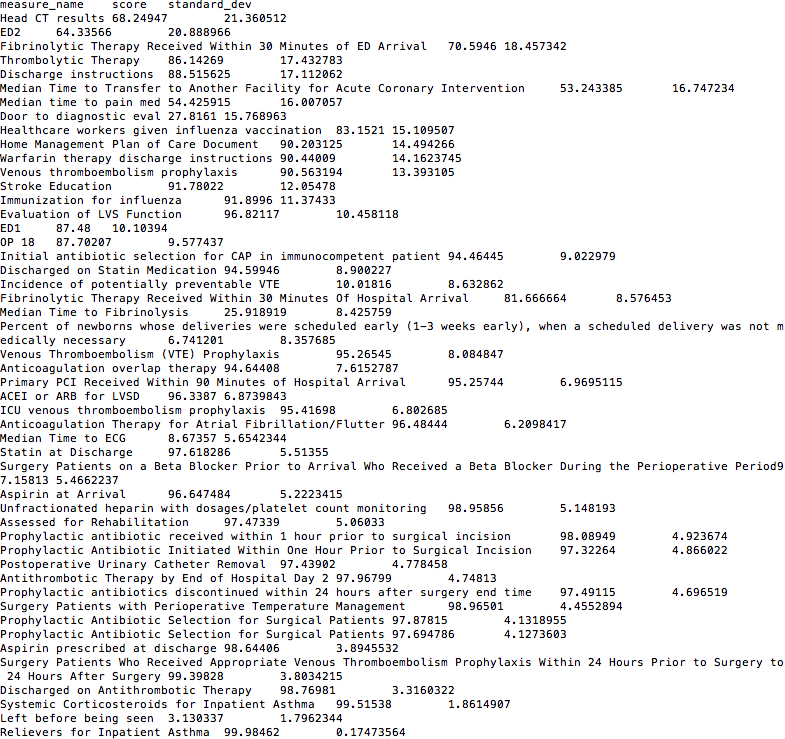 measure_name score standard_dev
Head CT results 68.24947 21.360512
ED2 64.33566 20.888966
Fibrinolytic Therapy Received Within 30 Minutes of ED Arrival 70.5946 18.457342
Thrombolytic Therapy 86.14269 17.432783
Discharge instructions 88.515625 17.112062
Median Time to Transfer to Another Facility for Acute Coronary Intervention 53.243385 16.747234
Median time to pain med 54.425915 16.007057
Door to diagnostic eval 27.8161 15.768963
Healthcare workers given influenza vaccination 83.1521 15.109507
Home Management Plan of Care Document 90.203125 14.494266
Warfarin therapy discharge instructions 90.44009 14.1623745
Venous thromboembolism prophylaxis 90.563194 13.393105
Stroke Education 91.78022 12.05478
Immunization for influenza 91.8996 11.37433
Evaluation of LVS Function 96.82117 10.458118
ED1 87.48 10.10394
OP 18 87.70207 9.577437
Initial antibiotic selection for CAP in immunocompetent patient 94.46445 9.022979
Discharged on Statin Medication 94.59946 8.900227
Incidence of potentially preventable VTE 10.01816 8.632862
Fibrinolytic Therapy Received Within 30 Minutes Of Hospital Arrival 81.666664 8.576453
Median Time to Fibrinolysis 25.918919 8.425759
Percent of newborns whose deliveries were scheduled early (1-3 weeks early), when a scheduled delivery was not m
edically necessary 6.741201 8.357685
Venous Thromboembolism (VTE) Prophylaxis 95.26545 8.084847
Anticoagulation overlap therapy 94.64408 7.6152787
Primary PCI Received Within 90 Minutes of Hospital Arrival 95.25744 6.9695115
ACEI or ARB for LVSD 96.3387 6.8739843
ICU venous thromboembolism prophylaxis 95.41698 6.802685
Anticoagulation Therapy for Atrial Fibrillation/Flutter 96.48444 6.2098417
Median Time to ECG 8.67357 5.6542344
Statin at Discharge 97.618286 5.51355
Surgery Patients on a Beta Blocker Prior to Arrival Who Received a Beta Blocker During the Perioperative Period9
7.15813 5.4662237
Aspirin at Arrival 96.647484 5.2223415
Unfractionated heparin with dosages/platelet count monitoring 98.95856 5.148193
Assessed for Rehabilitation 97.47339 5.06033
Prophylactic antibiotic received within 1 hour prior to surgical incision 98.08949 4.923674
Prophylactic Antibiotic Initiated Within One Hour Prior to Surgical Incision 97.32264 4.866022
Postoperative Urinary Catheter Removal 97.43902 4.778458
Antithrombotic Therapy by End of Hospital Day 2 97.96799 4.74813
Prophylactic antibiotics discontinued within 24 hours after surgery end time 97.49115 4.696519
Surgery Patients with Perioperative Temperature Management 98.96501 4.4552894
Prophylactic Antibiotic Selection for Surgical Patients 97.87815 4.1318955
Prophylactic Antibiotic Selection for Surgical Patients 97.694786 4.1273603
Aspirin prescribed at discharge 98.64406 3.8945532
Surgery Patients Who Received Appropriate Venous Thromboembolism Prophylaxis Within 24 Hours Prior to Surgery to
24 Hours After Surgery 99.39828 3.8034215
Discharged on Antithrombotic Therapy 98.76981 3.3160322
Systemic Corticosteroids for Inpatient Asthma 99.51538 1.8614907
Left before being seen 3.130337 1.7962344
Relievers for Inpatient Asthma 99.98462 0.17473564